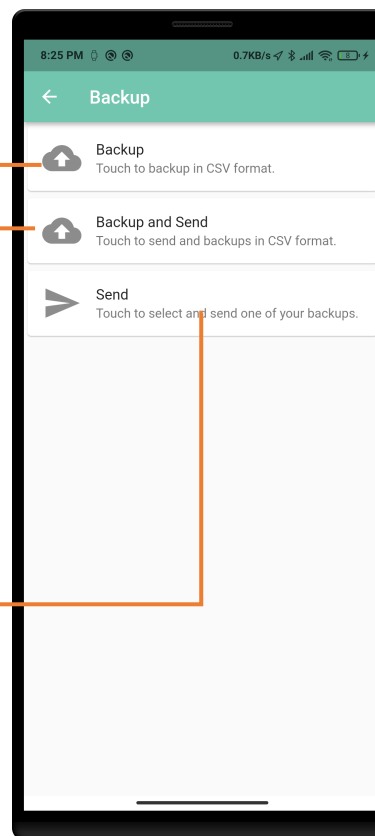 8:25 PM 0.7KB/s 8
Backup
Backup
Touch to backup in CSV format.
Backup and Send
Touch to send and backups in CSV format.
Send
Touch to select and send one of your backups.